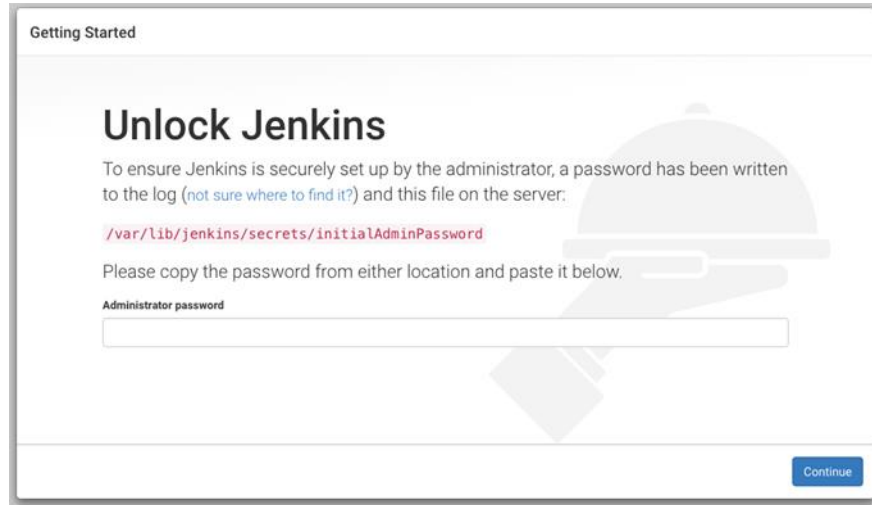 Getting Started
Unlock Jenkins
To ensure Jenkins is securely set up by the administrator, a password has been written
to the log (not sure where to find it?) and this file on the server:
/var/lib/jenkins/secrets/initialAdminPassword
Please copy the password from either location and paste it below.
Administrator password
Continue